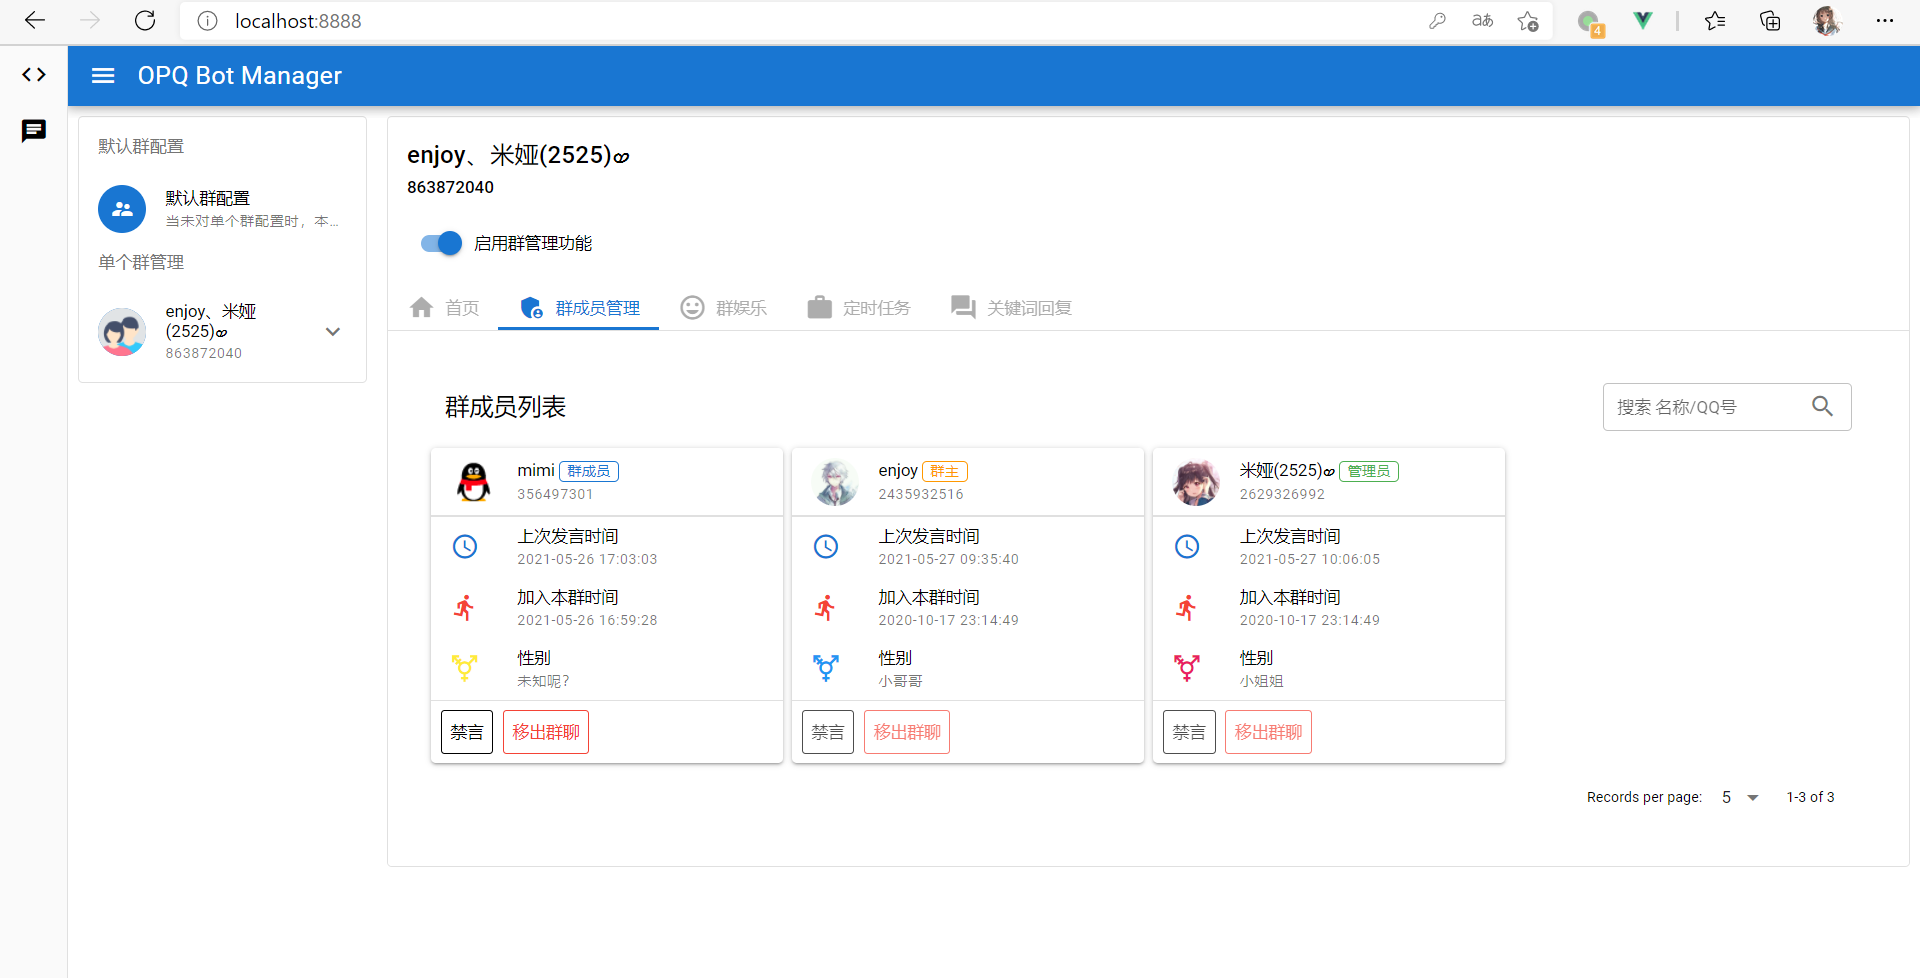 localhost:8888
4
OPQ Bot Manager
默认群配置
默认群配置
当未对单个群配置时，本...
单个群管理
enjoy、米娅
(2525)
863872040
enjoy、米娅(2525)
863872040
启用群管理功能
首页
群成员管理
群娱乐
定时任务
关键词回复
群成员列表
搜索 名称/QQ号
mimi 群成员
356497301
上次发言时间
2021-05-26 17:03:03
加入本群时间
2021-05-26 16:59:28
性别
未知呢?
禁言 移出群聊
enjoy 群主
2435932516
上次发言时间
2021-05-27 09:35:40
加入本群时间
2020-10-17 23:14:49
性别
小哥哥
禁言 移出群聊
米娅(2525) 管理员
2629326992
上次发言时间
2021-05-27 10:06:05
加入本群时间
2020-10-17 23:14:49
性别
小姐姐
禁言 移出群聊
Records per page: 5 1-3 of 3